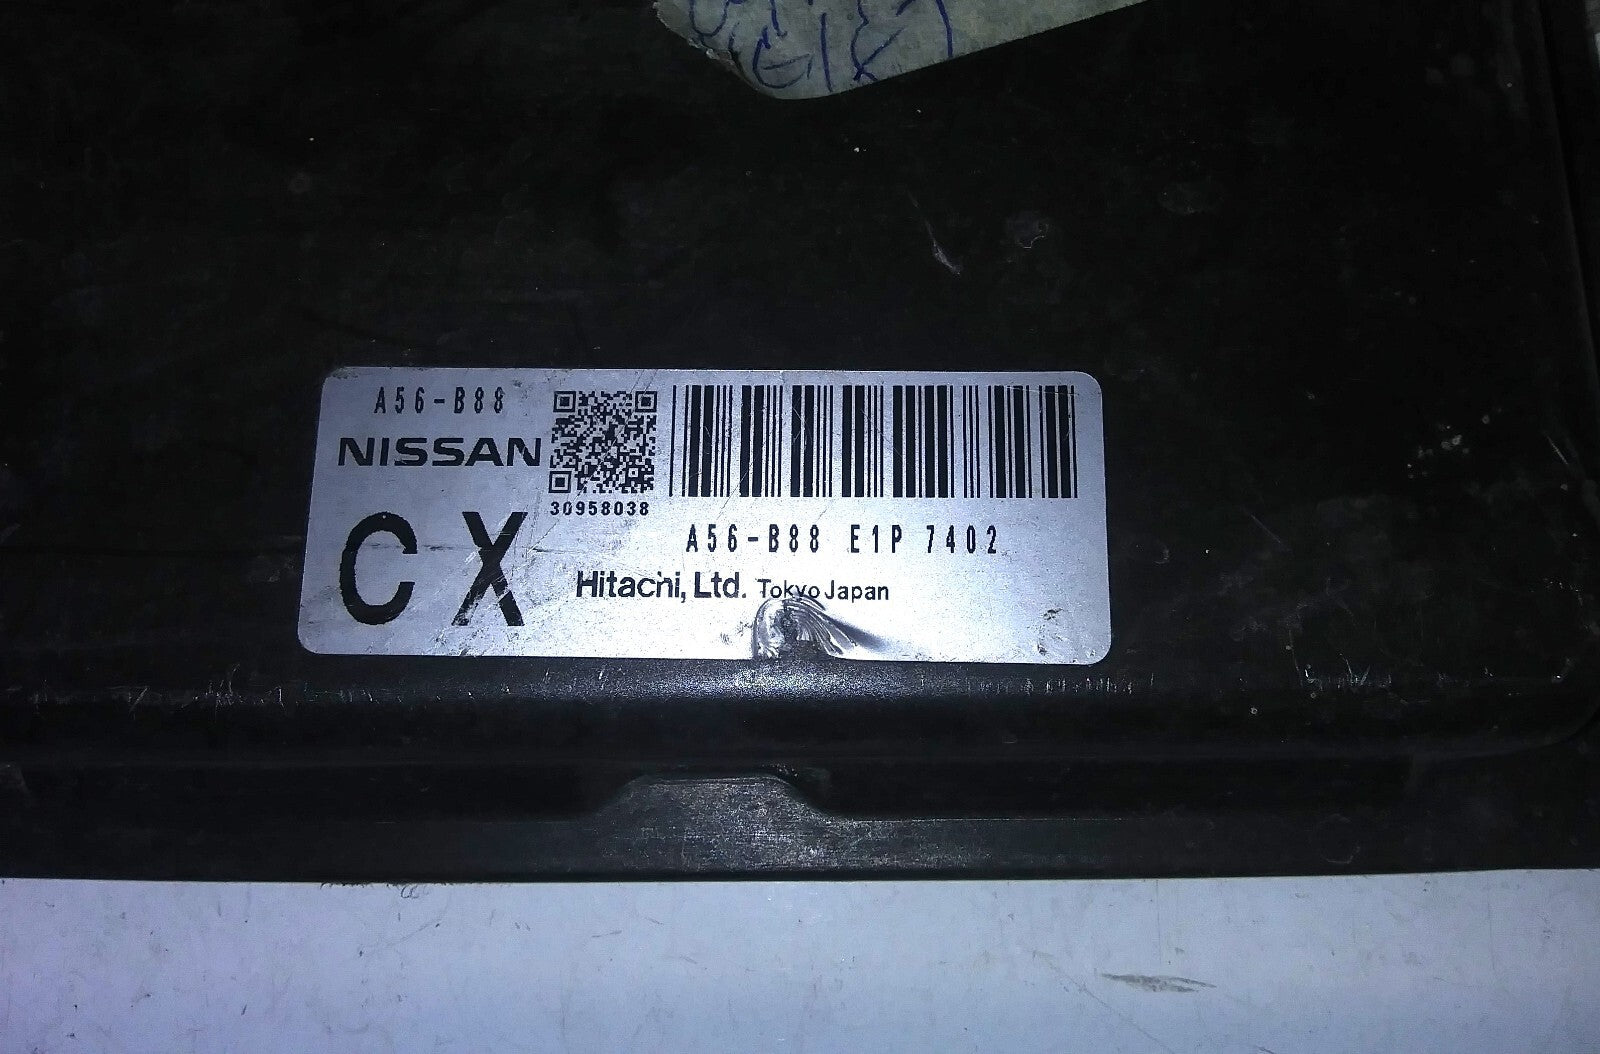 A56-B88
NISSAN
30958038
CX
A56-B88 E1P 7402
Hitachi, Ltd. Tokyo Japan